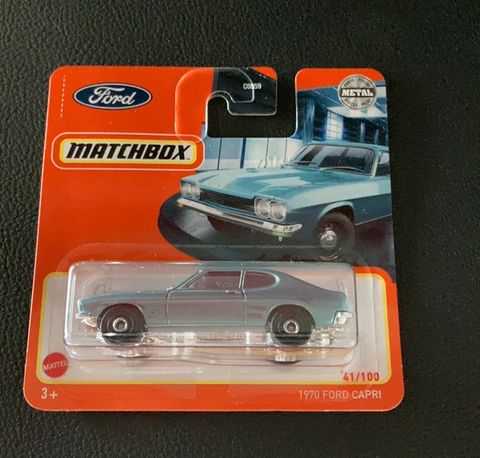 Ford
C0859
METAL
MATCHBOX
MATTEL
41/100
3+
1970 FORD CAPRI